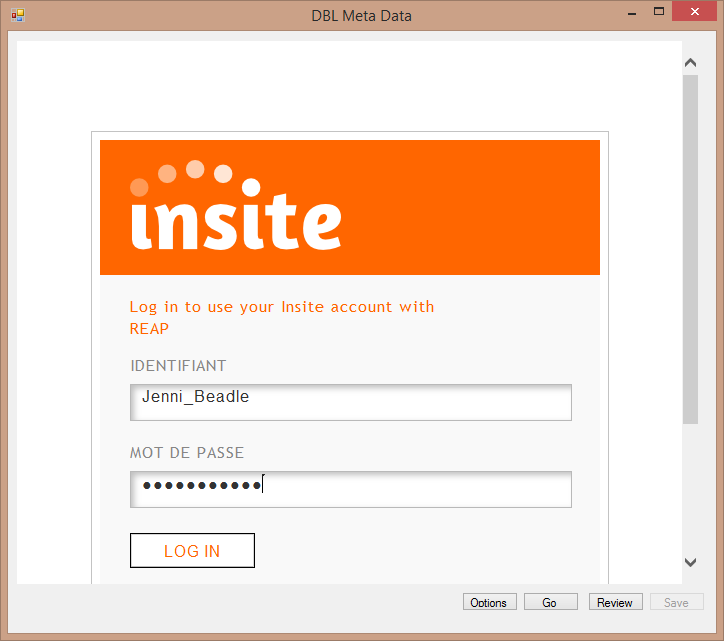 DBL Meta Data
insite
Log in to use your Insite account with
REAP
IDENTIFIANT
Jenni_Beadle
MOT DE PASSE
•••••••••••
LOG IN
Options Go Review Save